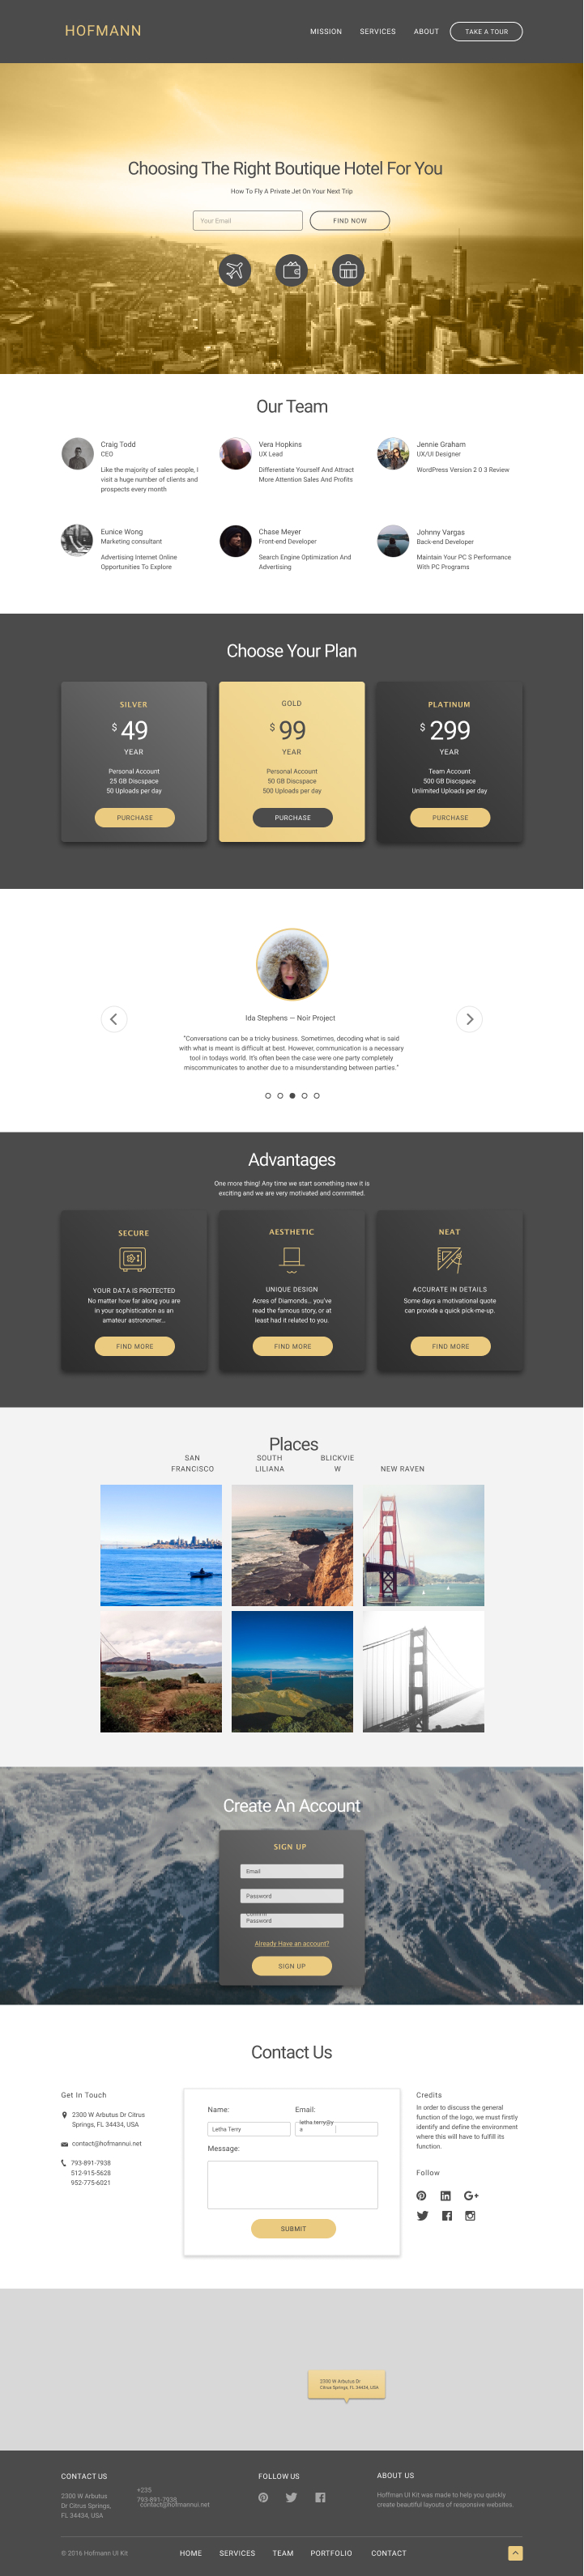 HOFMANN
MISSION SERVICES ABOUT TAKE A TOUR
Choosing The Right Boutique Hotel For You
How To Fly A Private Jet On Your Next Trip
Your Email FIND NOW
Our Team
Craig Todd
CEO
Like the majority of sales people, I
visit a huge number of clients and
prospects every month
Vera Hopkins
UX Lead
Differentiate Yourself And Attract
More Attention Sales And Profits
Jennie Graham
UX/UI Designer
WordPress Version 2 0 3 Review
Eunice Wong
Marketing consultant
Advertising Internet Online
Opportunities To Explore
Chase Meyer
Front-end Developer
Search Engine Optimization And
Advertising
Johnny Vargas
Back-end Developer
Maintain Your PC S Performance
With PC Programs
Choose Your Plan
SILVER
$ 49
YEAR
Personal Account
25 GB Discspace
50 Uploads per day
PURCHASE
GOLD
$ 99
YEAR
Personal Account
50 GB Discspace
500 Uploads per day
PURCHASE
PLATINUM
$ 299
YEAR
Team Account
500 GB Discspace
Unlimited Uploads per day
PURCHASE
Ida Stephens — Noir Project
"Conversations can be a tricky business. Sometimes, decoding what is said
with what is meant is difficult at best. However, communication is a necessary
tool in todays world. It's often been the case were one party completely
miscommunicates to another due to a misunderstanding between parties."
Advantages
One more thing! Any time we start something new it is
exciting and we are very motivated and committed.
SECURE
YOUR DATA IS PROTECTED
No matter how far along you are
in your sophistication as an
amateur astronomer...
FIND MORE
AESTHETIC
UNIQUE DESIGN
Acres of Diamonds... you've
read the famous story, or at
least had it related to you.
FIND MORE
NEAT
ACCURATE IN DETAILS
Some days a motivational quote
can provide a quick pick-me-up.
FIND MORE
Places
SAN
FRANCISCO
SOUTH
LILIANA
BLICKVIE
W
NEW RAVEN
Create An Account
SIGN UP
Email
Password
Confirm
Password
Already Have an account?
SIGN UP
Contact Us
Get In Touch
2300 W Arbutus Dr Citrus
Springs, FL 34434, USA
contact@hofmannui.net
793-891-7938
512-915-5628
952-775-6021
Name:
Letha Terry
Email:
letha.terry@y
a
Message:
SUBMIT
Credits
In order to discuss the general
function of the logo, we must firstly
identify and define the environment
where this will have to fulfill its
function.
Follow
2300 W Arbutus Dr
Citrus Springs, FL 34434, USA
CONTACT US
2300 W Arbutus
Dr Citrus Springs,
FL 34434, USA
+235
793-891-7938
contact@hoffmannui.net
FOLLOW US
ABOUT US
Hoffman UI Kit was made to help you quickly
create beautiful layouts of responsive websites.
© 2016 Hofmann UI Kit
HOME SERVICES TEAM PORTFOLIO CONTACT